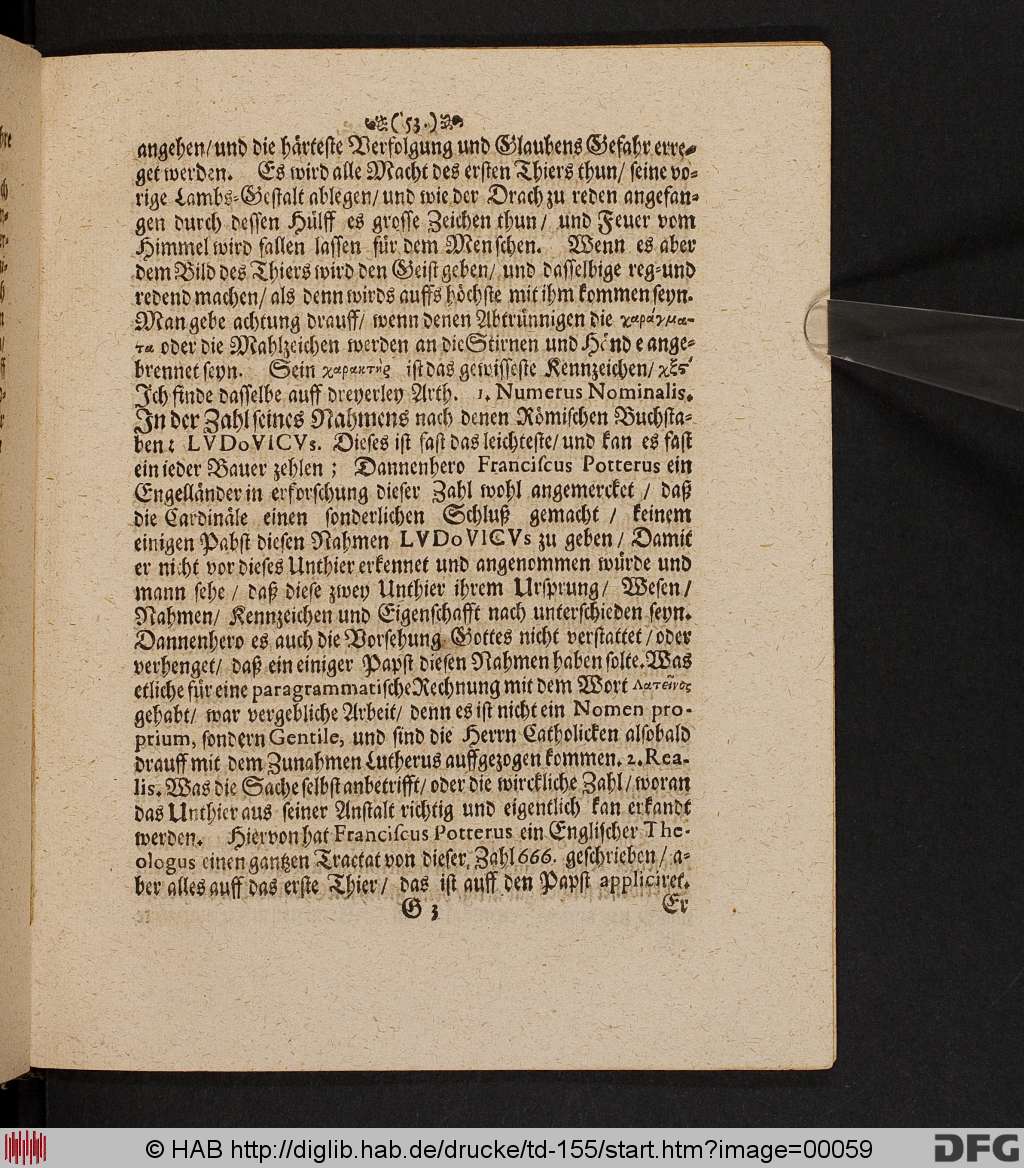 (53.)
angehen/ und die härteste Verfolgung und Glaubens Gefahr erre-
get werden. Es wird alle Macht des ersten Thiers thun/ seine vo-
rige Lambs-Gestalt ablegen/ und wie der Drach zu reden angefan-
gen durch dessen Hülff es grosse Zeichen thun/ und Feuer vom
Himmel wird fallen lassen für dem Menschen. Wenn es aber
dem Bild des Thiers wird den Geist geben/ und dasselbige reg-und
redend machen/ als denn wirds auffs höchste mit ihm kommen seyn.
Man gebe achtung drauff/ wenn denen Abtrünnigen die χαράγμα-
τα oder die Mahlzeichen werden an die Stirnen und Hände ange-
brennet seyn. Sein χαρακτὴς ist das gewisseste Kennzeichen/ χξς'
Ich finde dasselbe auff dreyerley Arth. 1. Numerus Nominalis.
In der Zahl seines Nahmens nach denen Römischen Buchsta-
ben: LVDoVICVs. Dieses ist fast das leichteste/ und kan es fast
ein ieder Bauer zehlen; Dannenhero Franciſcus Potterus ein
Engelländer in erforschung dieser Zahl wohl angemercket/ daß
die Cardinäle einen sonderlichen Schluß gemacht/ keinem
einigen Pabst diesen Nahmen LVDoVICVs zu geben/ Damit
er nicht vor dieses Unthier erkennet und angenommen würde und
mann sehe/ daß diese zwey Unthier ihrem Ursprung/ Wesen/
Nahmen/ Kennzeichen und Eigenschafft nach unterschieden seyn.
Dannenhero es auch die Vorsehung Gottes nicht verstattet/ oder
verhenget/ daß ein einiger Papst diesen Nahmen haben solte. Was
etliche für eine paragrammatische Rechnung mit dem Wort Λατεῖνος
gehabt/ war vergebliche Arbeit/ denn es ist nicht ein Nomen pro-
prium, sondern Gentile, und sind die Herrn Catholicken alsobald
drauff mit dem Zunahmen Lutherus auffgezogen kommen. 2. Rea-
lis. Was die Sache selbst anbetrifft/ oder die wirckliche Zahl/ woran
das Unthier aus seiner Anstalt richtig und eigentlich kan erkandt
werden. Hiervon hat Franciſcus Potterus ein Englischer The-
ologus einen gantzen Tractat von dieser Zahl 666. geschrieben/ a-
ber alles auff das erste Thier/ das ist auff den Papst appliciret.
G 3 Er
© HAB http://diglib.hab.de/drucke/td-155/start.htm?image=00059 DFG